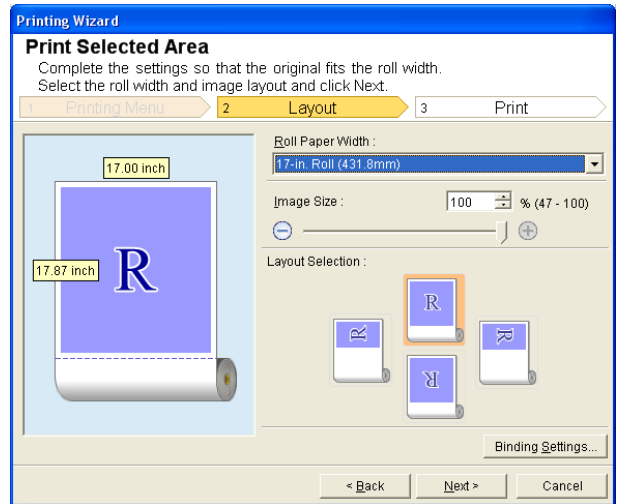 Printing Wizard
Print Selected Area
Complete the settings so that the original fits the roll width.
Select the roll width and image layout and click Next.
1 Printing Menu 2 Layout 3 Print
Roll Paper Width :
17.00 inch
17-in. Roll (431.8mm)
Image Size : 100 % (47 - 100)
17.87 inch
R
Layout Selection :
R
R
R
R
Binding Settings...
< Back Next > Cancel